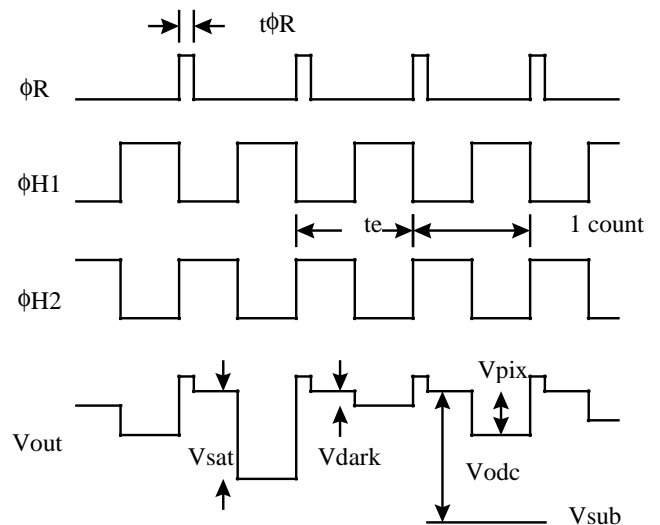 tϕR
ϕR
ϕH1
te
1 count
ϕH2
Vpix
Vout
Vsat
Vdark
Vodc
Vsub